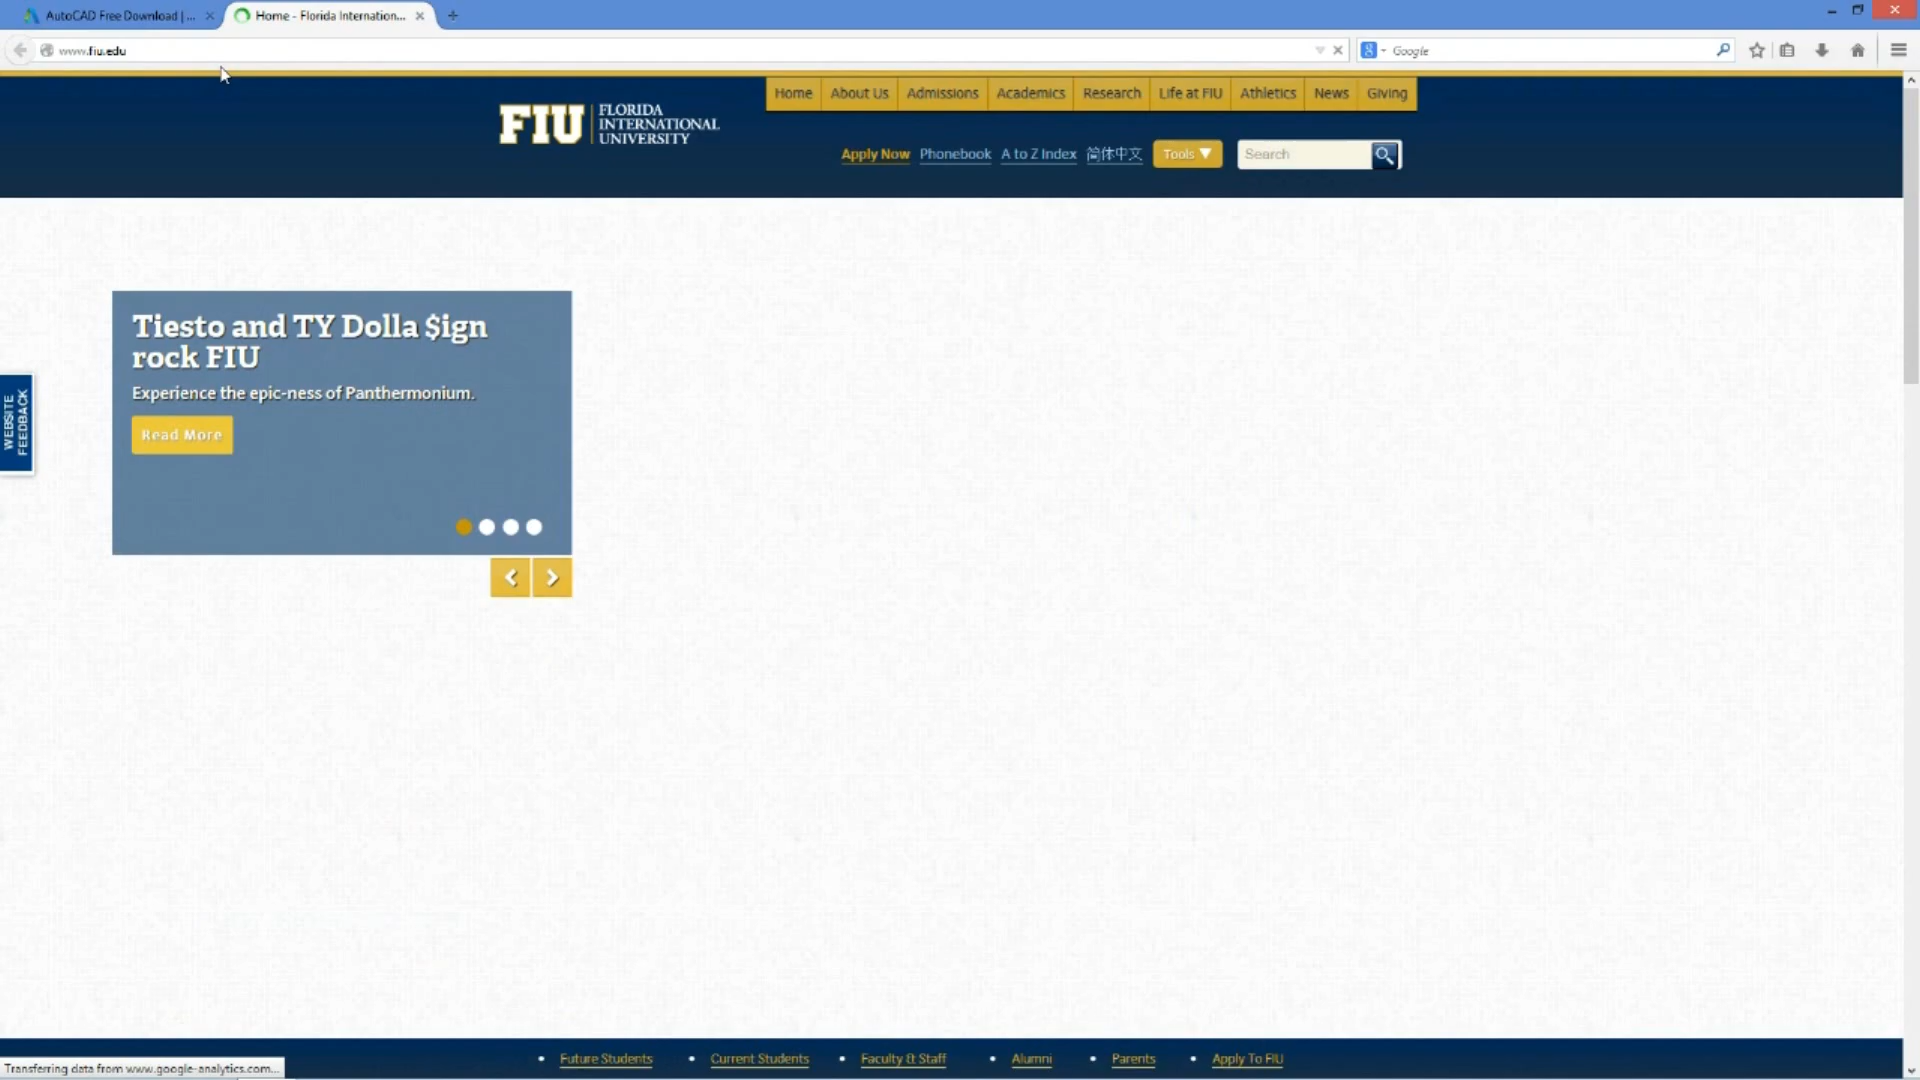 AutoCAD Free Download | ...
Home - Florida Internation...
www.fiu.edu
Google
FIU FLORIDA INTERNATIONAL UNIVERSITY
Home About Us Admissions Academics Research Life at FIU Athletics News Giving
Apply Now Phonebook A to Z Index 简体中文 Tools ▼ Search
Tiesto and TY Dolla $ign
rock FIU
Experience the epic-ness of Panthermonium.
Read More
WEBSITE
FEEDBACK
• Future Students • Current Students • Faculty & Staff • Alumni • Parents • Apply To FIU
Transferring data from www.google-analytics.com...